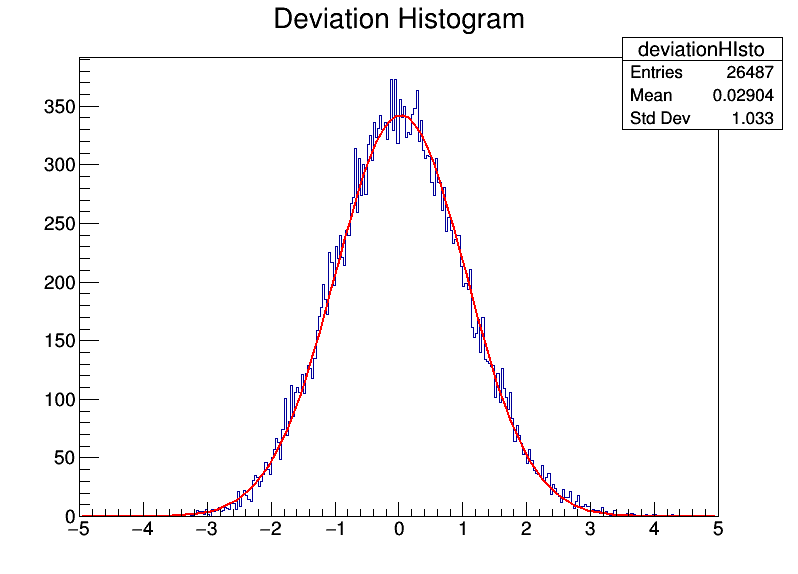 Deviation Histogram
deviationHIsto
Entries 26487
Mean 0.02904
Std Dev 1.033
350
300
250
200
150
100
50
0
−5 −4 −3 −2 −1 0 1 2 3 4 5